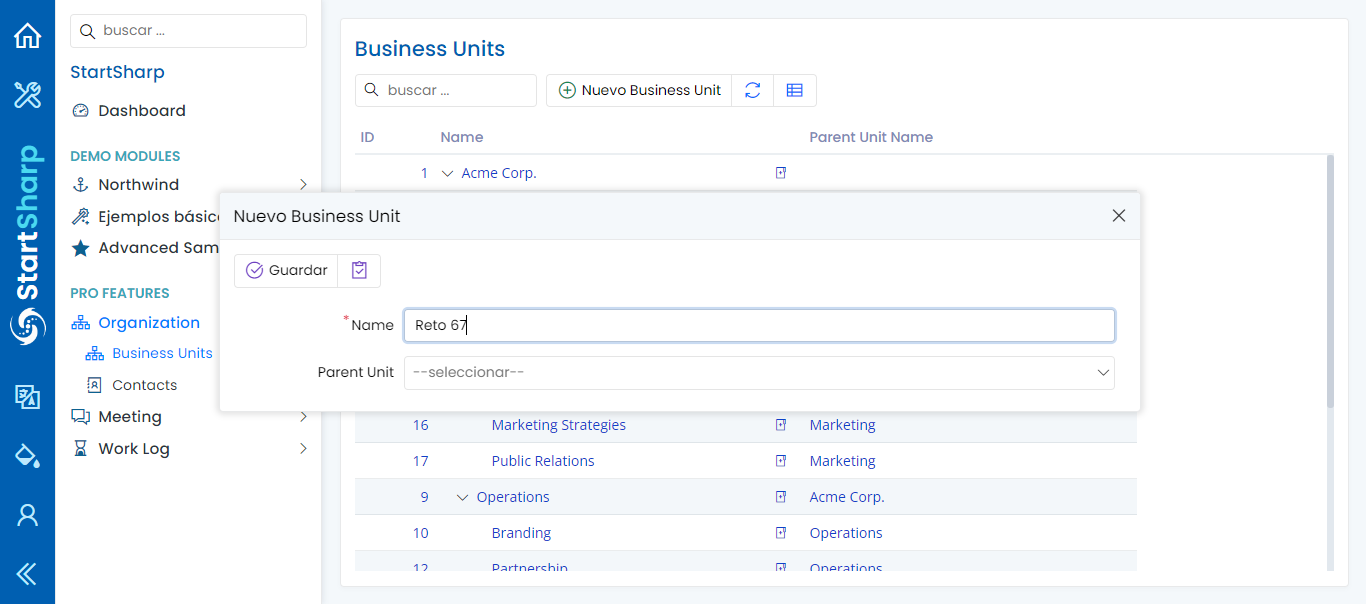 buscar ...
StartSharp
Dashboard
DEMO MODULES
Northwind
Ejemplos básic
Advanced Sam
PRO FEATURES
Organization
Business Units
Contacts
Meeting
Work Log
StartSharp
Business Units
buscar ...
Nuevo Business Unit
ID Name Parent Unit Name
1 Acme Corp.
Nuevo Business Unit
Guardar
*Name Reto 67
Parent Unit --seleccionar--
16 Marketing Strategies Marketing
17 Public Relations Marketing
9 Operations Acme Corp.
10 Branding Operations
12 Partnership Operations